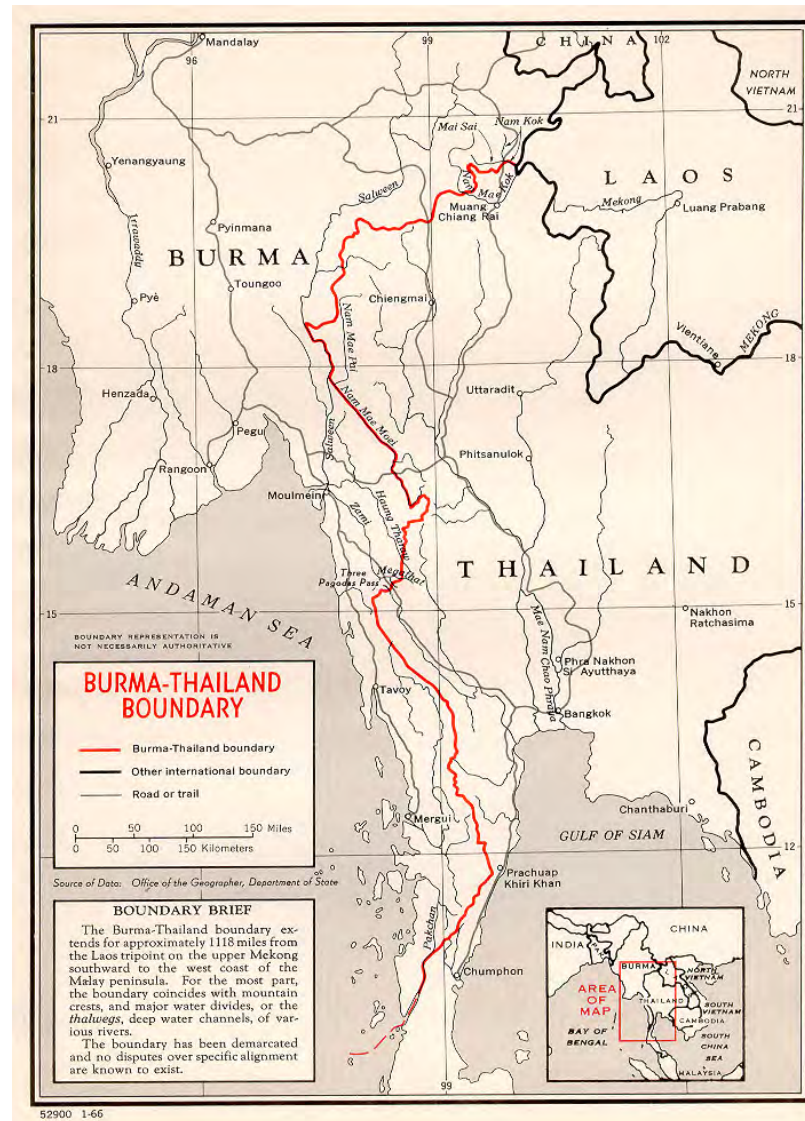 Mandalay
96
99
CHINA
102
NORTH
VIETNAM
21
21
Mai Sai
Nam Kok
Yenangyaung
Salween
Nam Mae Kok
LAOS
Mekong
Luang Prabang
Muang
Chiang Rai
Irrawaddy
Pyinmana
BURMA
Toungoo
Pyè
Chiengmai
Nam Mae Pai
Vientiane
MEKONG
18
18
Henzada
Nam Mae Moei
Uttaradit
Pegu
Salween
Rangoon
Phitsanulok
Moulmein
Zami
Haung Tharaw
THAILAND
Three
Pagodas Pass
Megathat
ANDAMAN SEA
15
15
Nakhon
Ratchasima
Mae Nam Chao Phraya
BOUNDARY REPRESENTATION IS
NOT NECESSARILY AUTHORITATIVE
Phra Nakhon
Si Ayutthaya
BURMA-THAILAND
BOUNDARY
Tavoy
Bangkok
Burma-Thailand boundary
Other international boundary
Road or trail
0 50 100 150 Miles
0 50 100 150 Kilometers
CAMBODIA
Mergui
Chanthaburi
GULF OF SIAM
12
Source of Data: Office of the Geographer, Department of State
Prachuap
Khiri Khan
BOUNDARY BRIEF
The Burma-Thailand boundary ex-
tends for approximately 1118 miles from
the Laos tripoint on the upper Mekong
southward to the west coast of the
Malay peninsula. For the most part,
the boundary coincides with mountain
crests, and major water divides, or the
thalwegs, deep water channels, of var-
ious rivers.
The boundary has been demarcated
and no disputes over specific alignment
are known to exist.
Pakchan
Chumphon
99
CHINA
INDIA
PAK.
BURMA
L.
NORTH
VIETNAM
AREA
OF
MAP
THAILAND
SOUTH
VIETNAM
CAMBODIA
BAY OF
BENGAL
SOUTH
CHINA
SEA
MALAYSIA
52900 1-66